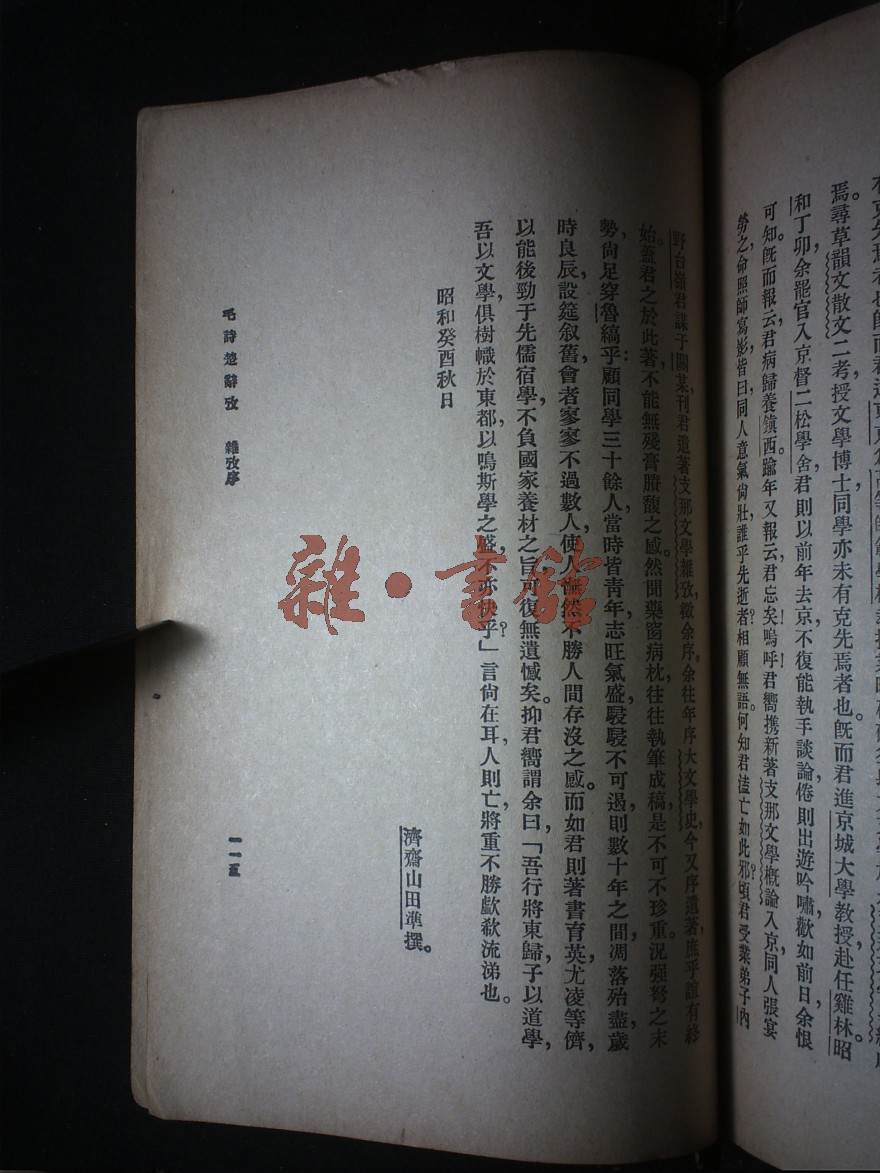 焉。尋草韻文散文二考，授文學博士。同學亦未有克先焉者也。旣而君進京城大學教授，赴任雞林。昭
和丁卯，余罷官入京，督二松學舍，君則以前年去京，不復能執手談論，倦則出遊吟嘯，歡如前日，余恨
可知。旣而報云，君病歸養鎭西。踰年又報云，君忘矣！嗚呼！君嚮携新著支那文學概論入京，同人張宴
勞之，命照師寫影，皆曰，同人意氣尙壯，誰乎先逝者？相顧無語。何知君溘亡如此邪？頃君受業弟子內
野台嶺君謀于關某，刊君遺著支那文學雜攷，徵余序，余往年序大文學史，今又序遺著，庶乎誼有終
始。蓋君之於此著，不能無殘膏賸馥之感。然聞藥窗病枕，往往執筆成稿，是不可不珍重。況强弩之末
勢，尙足穿魯縞乎；顧同學三十餘人，當時皆靑年，志旺氣盛，駸駸不可遏，則數十年之間，凋落殆盡，歲
時良辰，設筵叙舊，會者寥寥不過數人，使人憮然不勝人間存沒之感。而如君則著書育英，尤凌等儕，
以能後勁于先儒宿學，不負國家養材之旨，可復無遺憾矣。抑君嚮謂余曰，「吾行將東歸，子以道學，
吾以文學，俱樹幟於東都，以鳴斯學之盛，不亦快乎？」言尙在耳，人則亡，將重不勝歔欷流涕也。
昭和癸酉秋日
濟齋山田準撰。
毛詩楚辭攷　雜攷序
一一五
雜·書館